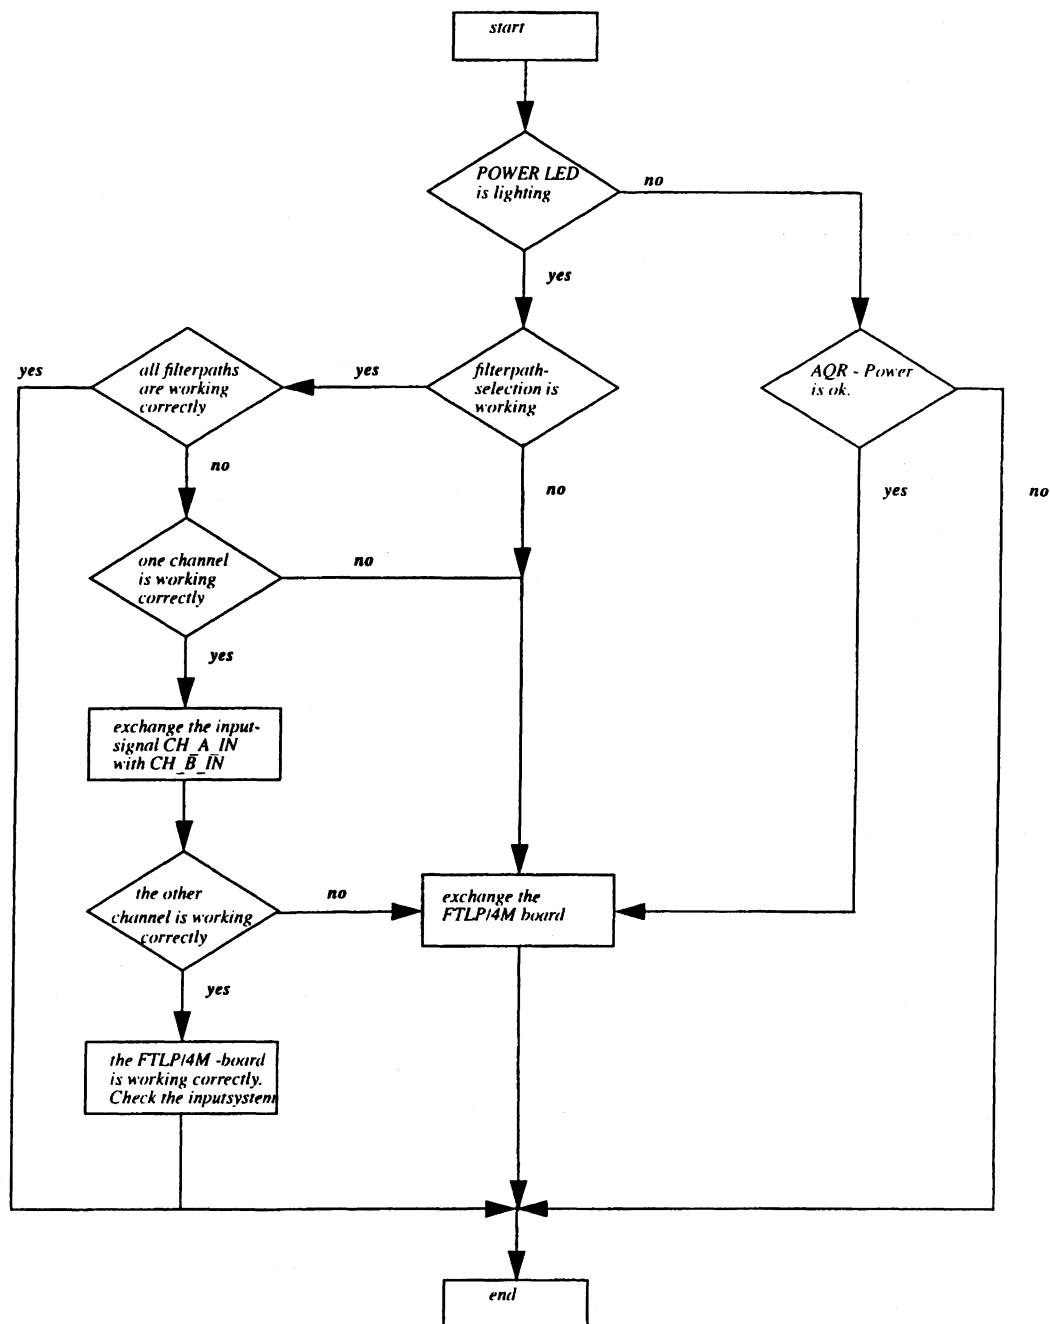 start
POWER LED
is lighting
no
yes
yes
all filterpaths
are working
correctly
yes
filterpath-
selection is
working
AQR - Power
is ok.
no
no
yes
no
one channel
is working
correctly
no
yes
exchange the input-
signal CH_A_IN
with CH_B_IN
the other
channel is working
correctly
no
exchange the
FTLP/4M board
yes
the FTLP/4M -board
is working correctly.
Check the inputsystem
end